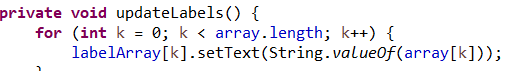 private void updateLabels() {
for (int k = 0; k < array.length; k++) {
labelArray[k].setText(String.valueOf(array[k]));
}